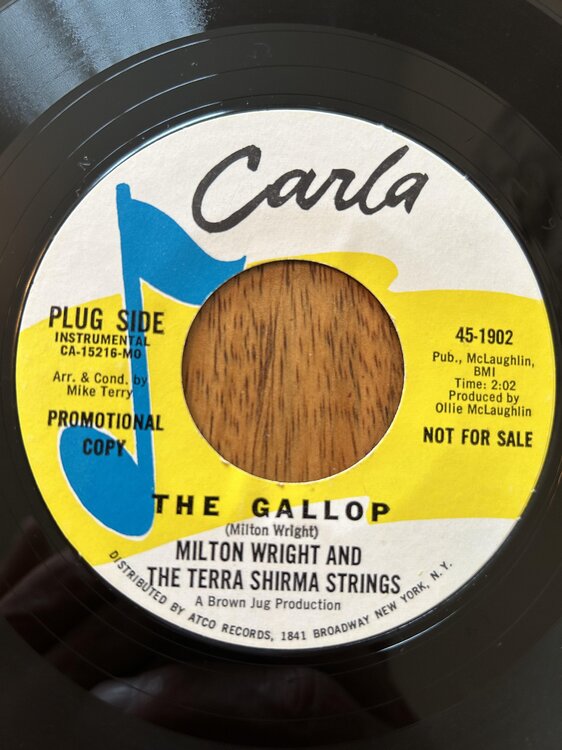 Carla
PLUG SIDE
INSTRUMENTAL
CA-15216-MO
Arr. & Cond. by
Mike Terry
PROMOTIONAL
COPY
45-1902
Pub., McLaughlin,
BMI
Time: 2:02
Produced by
Ollie McLaughlin
NOT FOR SALE
THE GALLOP
(Milton Wright)
MILTON WRIGHT AND
THE TERRA SHIRMA STRINGS
A Brown Jug Production
DISTRIBUTED BY ATCO RECORDS, 1841 BROADWAY NEW YORK, N.Y.